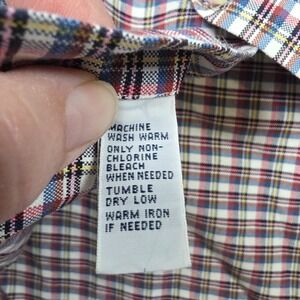 MACHINE
WASH WARM
ONLY NON-
CHLORINE
BLEACH
WHEN NEEDED
TUMBLE
DRY LOW
WARM IRON
IF NEEDED